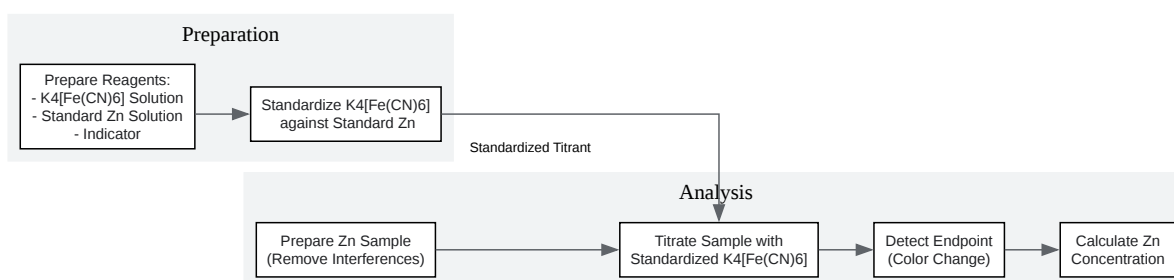 Preparation
Prepare Reagents:
- K4[Fe(CN)6] Solution
- Standard Zn Solution
- Indicator
Standardize K4[Fe(CN)6]
against Standard Zn
Standardized Titrant
Analysis
Prepare Zn Sample
(Remove Interferences)
Titrate Sample with
Standardized K4[Fe(CN)6]
Detect Endpoint
(Color Change)
Calculate Zn
Concentration